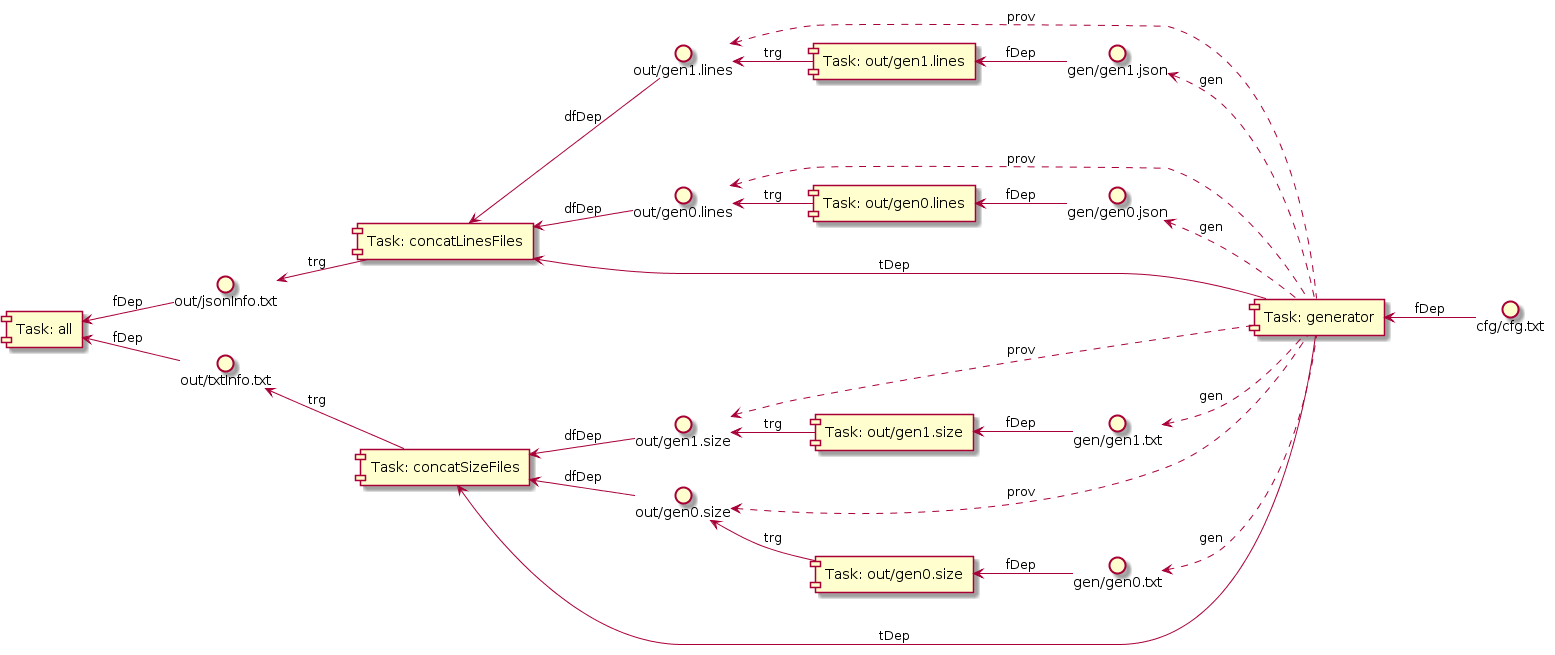 prov
out/gen1.lines
trg
Task: out/gen1.lines
fDep
gen/gen1.json
gen
dfDep
prov
out/gen0.lines
trg
Task: out/gen0.lines
fDep
gen/gen0.json
gen
dfDep
Task: concatLinesFiles
trg
tDep
out/jsonInfo.txt
fDep
Task: all
fDep
out/txtInfo.txt
trg
Task: generator
fDep
cfg/cfg.txt
prov
gen
out/gen1.size
trg
Task: out/gen1.size
fDep
gen/gen1.txt
dfDep
Task: concatSizeFiles
dfDep
out/gen0.size
prov
trg
gen
Task: out/gen0.size
fDep
gen/gen0.txt
tDep